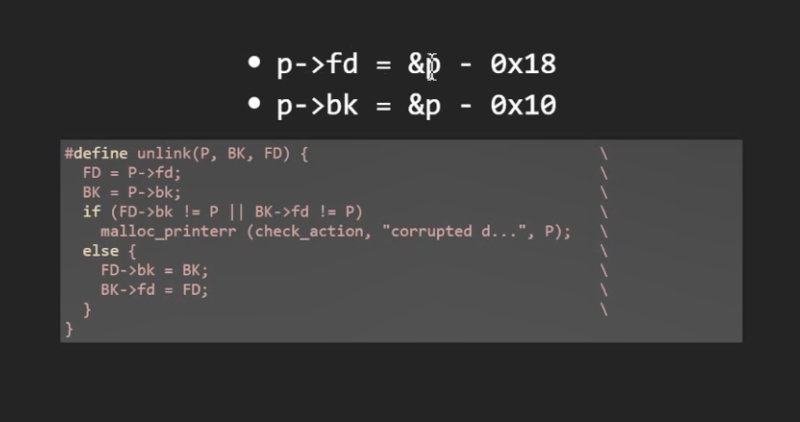 • p->fd = &p - 0x18
• p->bk = &p - 0x10
#define unlink(P, BK, FD) { \
FD = P->fd; \
BK = P->bk; \
if (FD->bk != P || BK->fd != P) \
malloc_printerr (check_action, "corrupted d...", P); \
else { \
FD->bk = BK; \
BK->fd = FD; \
} \
}